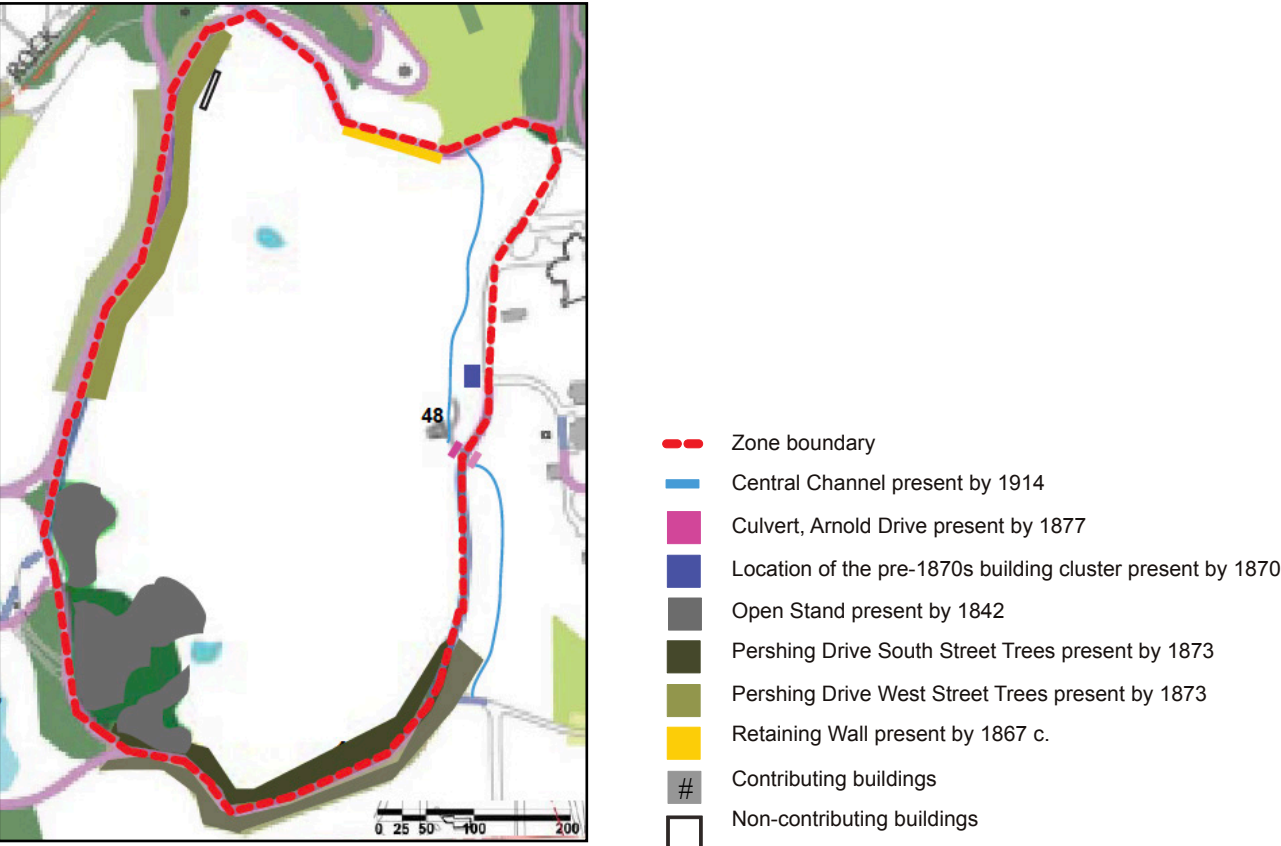 ROCK
48
0 25 50 100 200
Zone boundary
Central Channel present by 1914
Culvert, Arnold Drive present by 1877
Location of the pre-1870s building cluster present by 1870
Open Stand present by 1842
Pershing Drive South Street Trees present by 1873
Pershing Drive West Street Trees present by 1873
Retaining Wall present by 1867 c.
# Contributing buildings
Non-contributing buildings